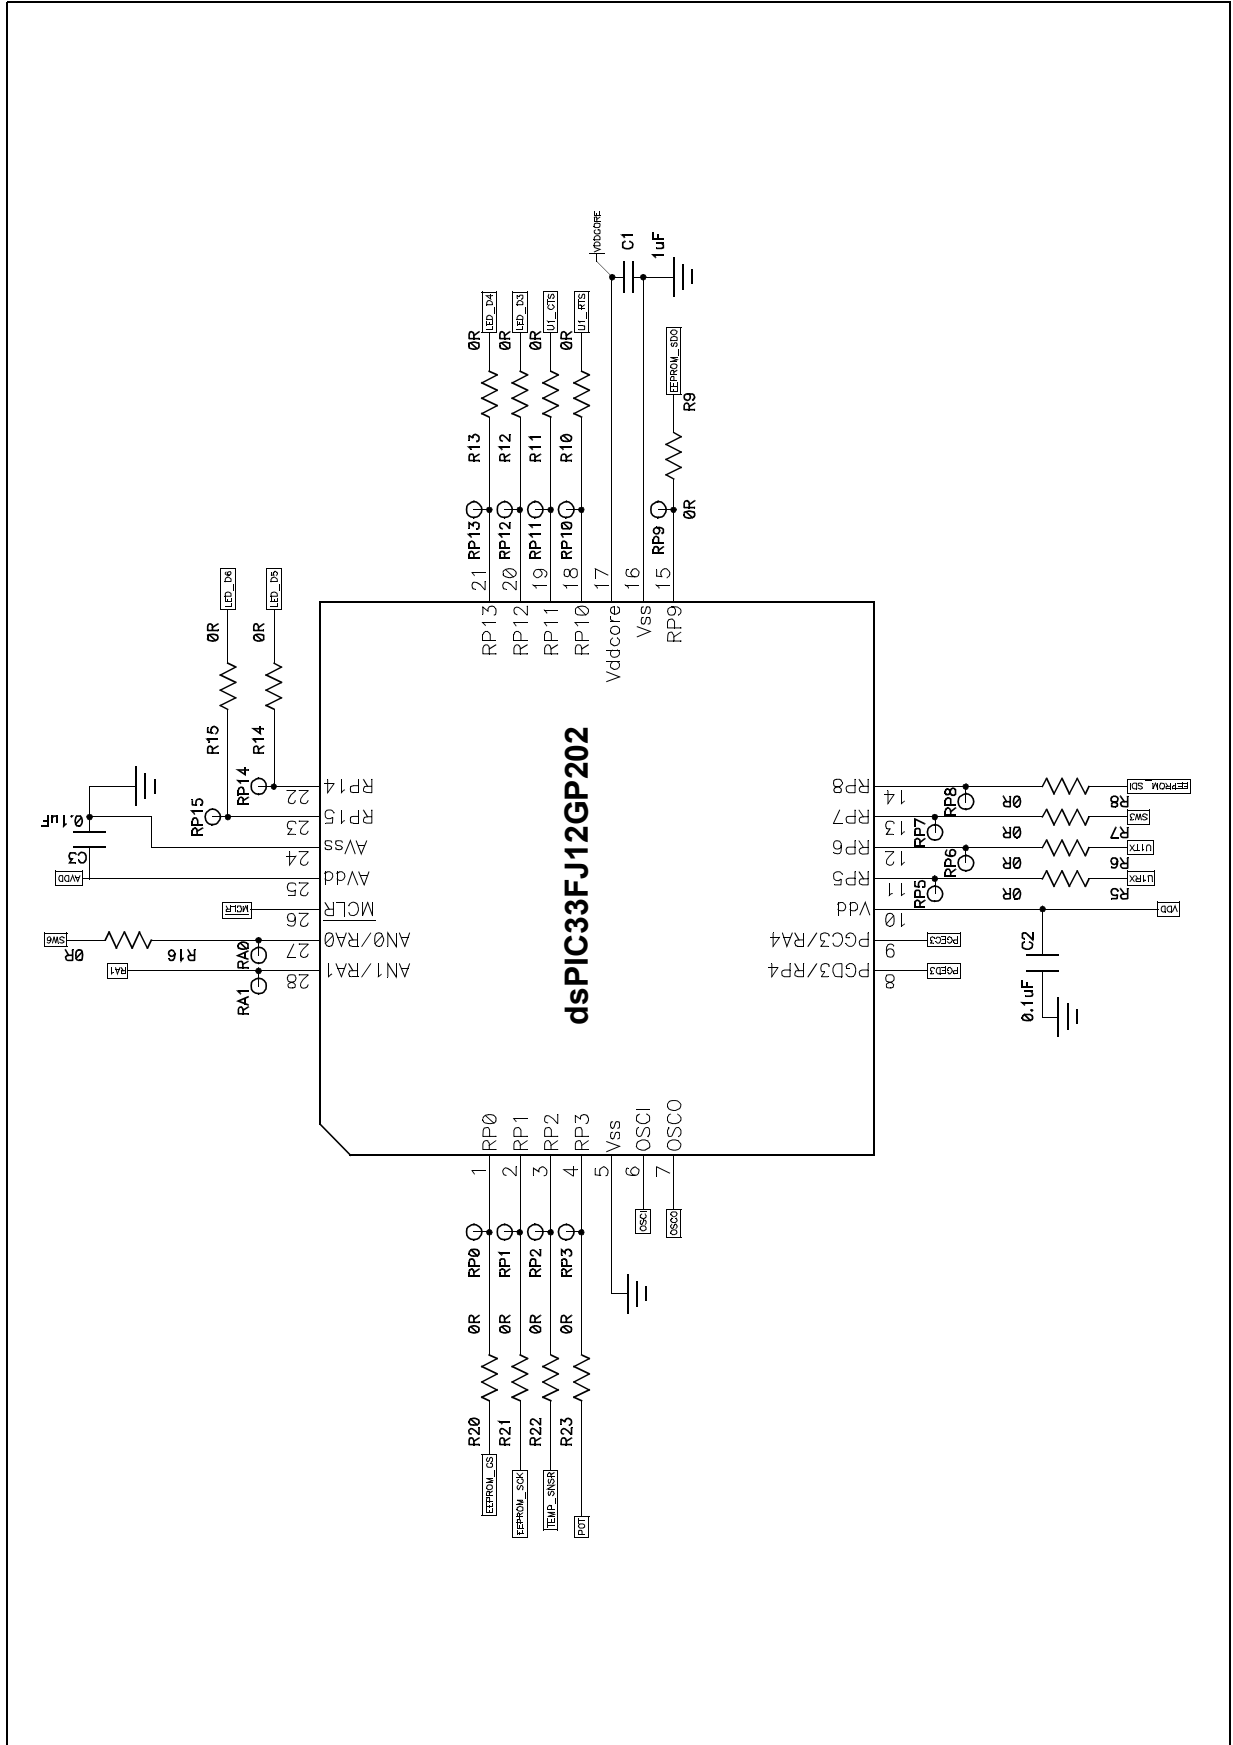 VDDCORE
C1
1uF
LED_D4
LED_D3
U1_CTS
U1_RTS
0R
0R
0R
0R
EEPROM_SDO
R13
R12
R11
R10
R9
RP13
RP12
RP11
RP10
RP9
0R
21
20
19
18
17
16
15
RP13
RP12
RP11
RP10
Vddcore
Vss
RP9
LED_D6
LED_D5
0R
0R
R15
R14
RP15
RP14
0.1uF
C3
AVDD
MCLR
SW6
0R
R16
RA0
RA1
RA1
22
23
24
25
26
27
28
RP14
RP15
AVss
AVdd
MCLR
AN0/RA0
AN1/RA1
dsPIC33FJ12GP202
RP8
RP7
RP6
RP5
Vdd
PGC3/RA4
PGD3/RP4
14
13
12
11
10
9
8
RP8
RP7
RP6
RP5
0R
0R
0R
0R
R8
R7
R6
R5
EEPROM_SDI
SW3
U1TX
U1RX
VDD
PGEC3
PGED3
C2
0.1uF
RP0
RP1
RP2
RP3
Vss
OSCI
OSCO
1
2
3
4
5
6
7
RP0
RP1
RP2
RP3
OSCI
OSCO
0R
0R
0R
0R
R20
R21
R22
R23
EEPROM_CS
EEPROM_SCK
TEMP_SNSR
POT